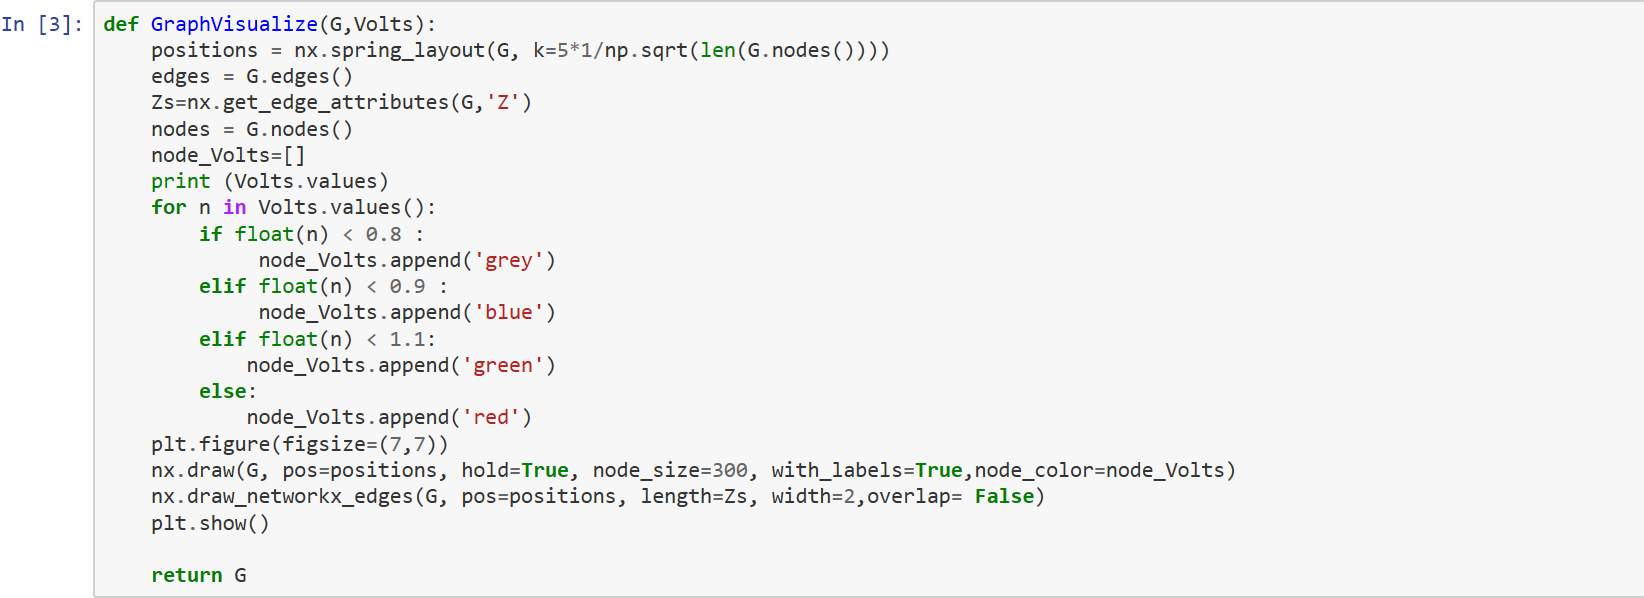 In [3]: def GraphVisualize(G,Volts):
    positions = nx.spring_layout(G, k=5*1/np.sqrt(len(G.nodes())))
    edges = G.edges()
    Zs=nx.get_edge_attributes(G,'Z')
    nodes = G.nodes()
    node_Volts=[]
    print (Volts.values)
    for n in Volts.values():
        if float(n) < 0.8 :
             node_Volts.append('grey')
        elif float(n) < 0.9 :
             node_Volts.append('blue')
        elif float(n) < 1.1:
            node_Volts.append('green')
        else:
            node_Volts.append('red')
    plt.figure(figsize=(7,7))
    nx.draw(G, pos=positions, hold=True, node_size=300, with_labels=True,node_color=node_Volts)
    nx.draw_networkx_edges(G, pos=positions, length=Zs, width=2,overlap= False)
    plt.show()
    return G